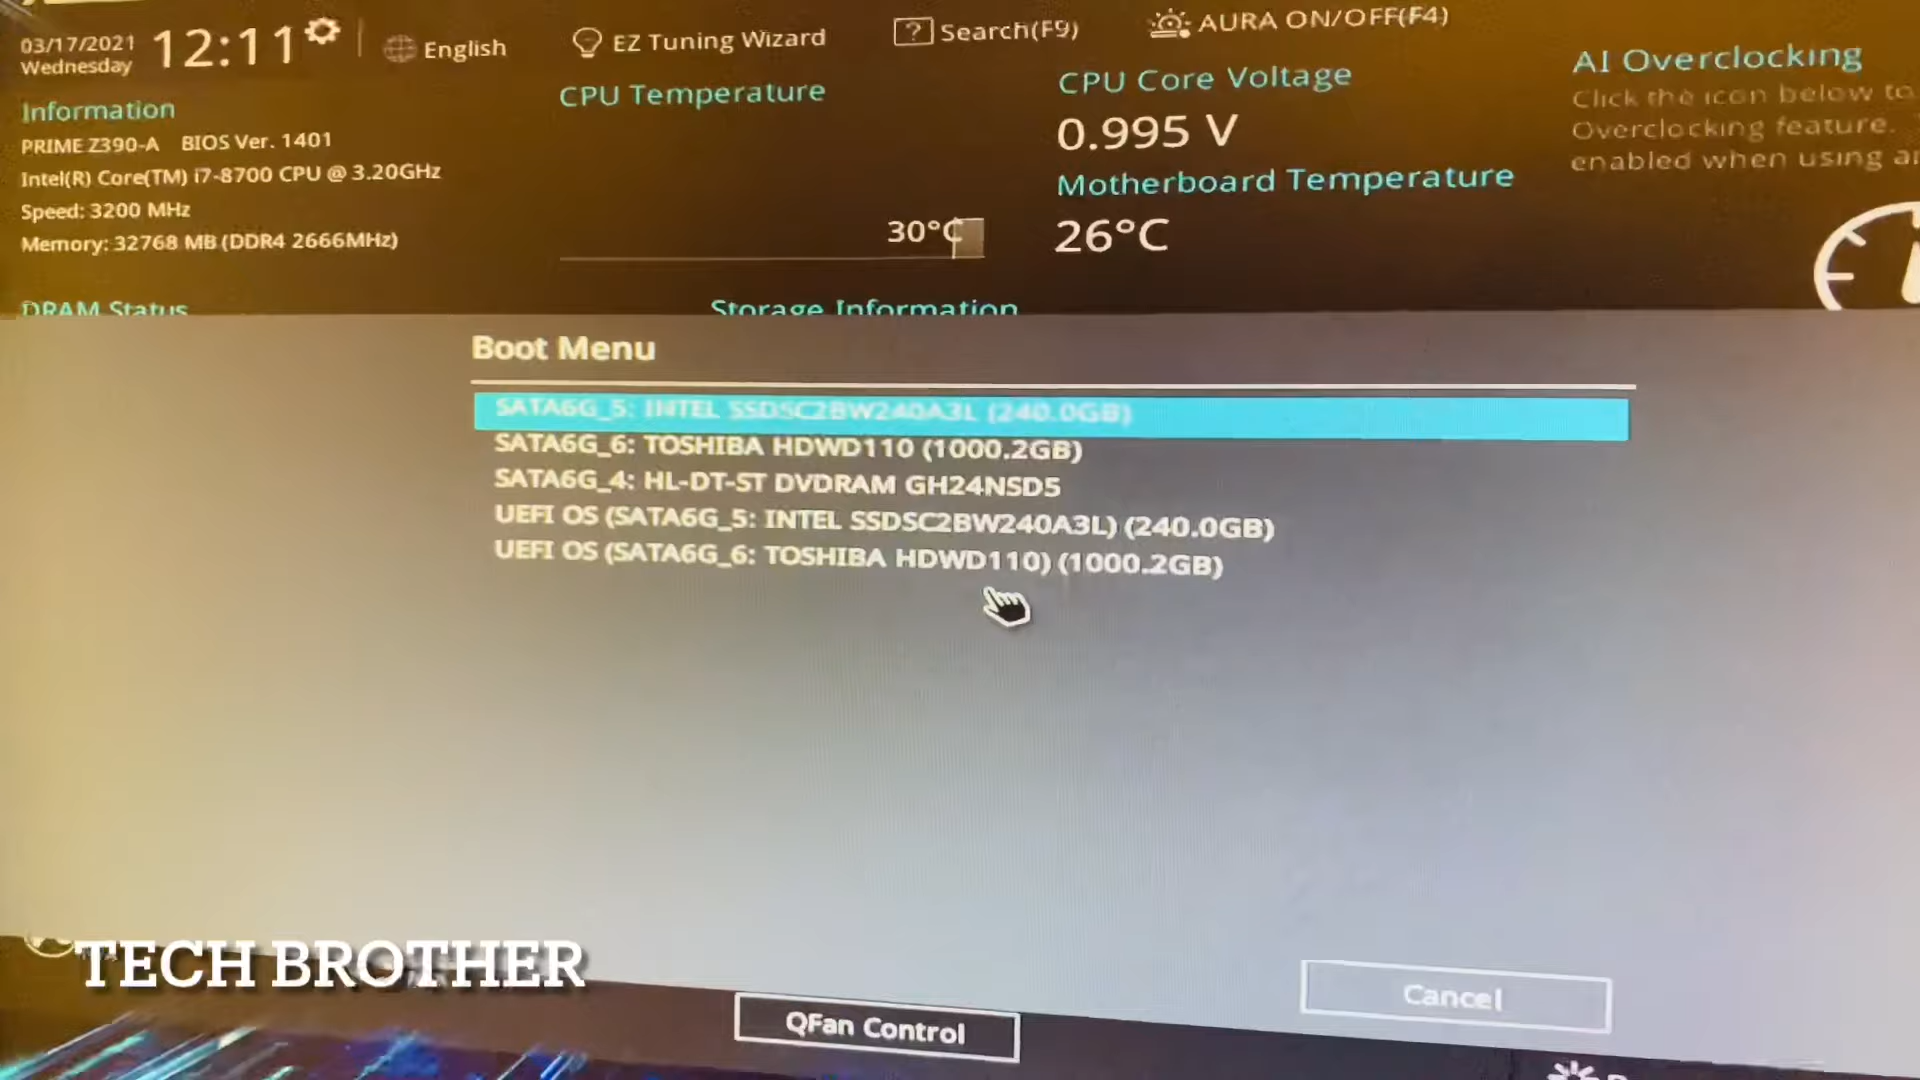 03/17/2021
Wednesday
12:11
English
EZ Tuning Wizard
Search(F9)
AURA ON/OFF(F4)
Information
PRIME Z390-A BIOS Ver. 1401
Intel(R) Core(TM) i7-8700 CPU @ 3.20GHz
Speed: 3200 MHz
Memory: 32768 MB (DDR4 2666MHz)
CPU Temperature
30°C
CPU Core Voltage
0.995 V
Motherboard Temperature
26°C
AI Overclocking
Click the icon below to
Overclocking feature.
enabled when using
DRAM Status
Storage Information
Boot Menu
SATA6G_5: INTEL SSDSC2BW240A3L (240.0GB)
SATA6G_6: TOSHIBA HDWD110 (1000.2GB)
SATA6G_4: HL-DT-ST DVDRAM GH24NSD5
UEFI OS (SATA6G_5: INTEL SSDSC2BW240A3L) (240.0GB)
UEFI OS (SATA6G_6: TOSHIBA HDWD110) (1000.2GB)
TECH BROTHER
Cancel
QFan Control